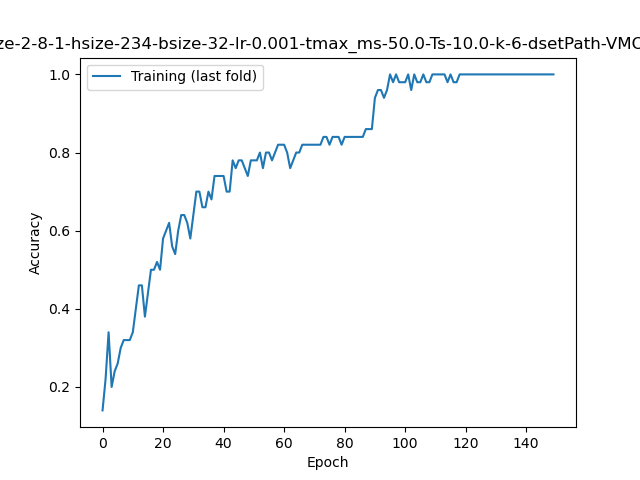 ze-2-8-1-hsize-234-bsize-32-lr-0.001-tmax_ms-50.0-Ts-10.0-k-6-dsetPath-VMC
Training (last fold)
1.0
0.8
0.6
0.4
0.2
Accuracy
0 20 40 60 80 100 120 140
Epoch